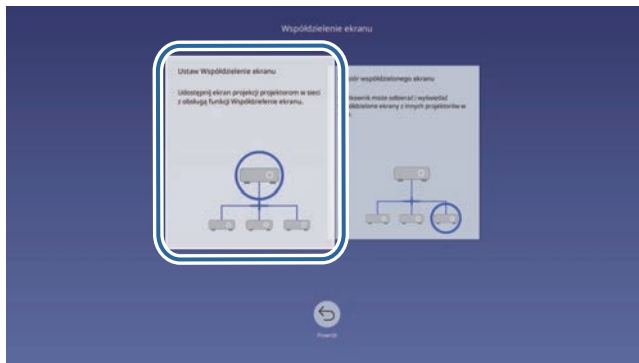 Współdzielenie ekranu
Ustaw Współdzielenie ekranu
Udostępnij ekran projekcji projektorom w sieci
z obsługą funkcji Współdzielenie ekranu.
współdzielonego ekranu
może odbierać i wyświetlać
ekrany z innych projektorów w
Powrót